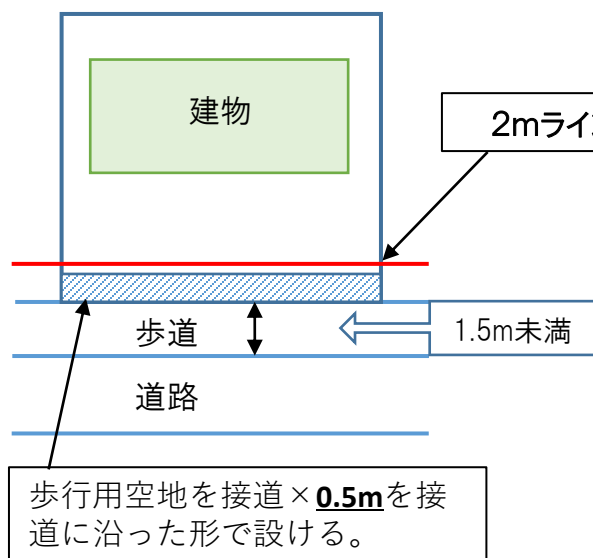 建物
2mライ
歩道
1.5m未満
道路
歩行用空地を接道×0.5mを接
道に沿った形で設ける。